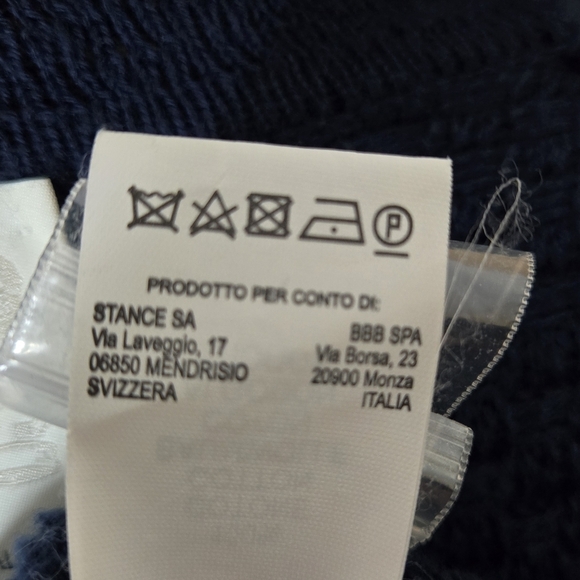 P
PRODOTTO PER CONTO DI:
STANCE SA
Via Laveggio, 17
06850 MENDRISIO
SVIZZERA
BBB SPA
Via Borsa, 23
20900 Monza
ITALIA